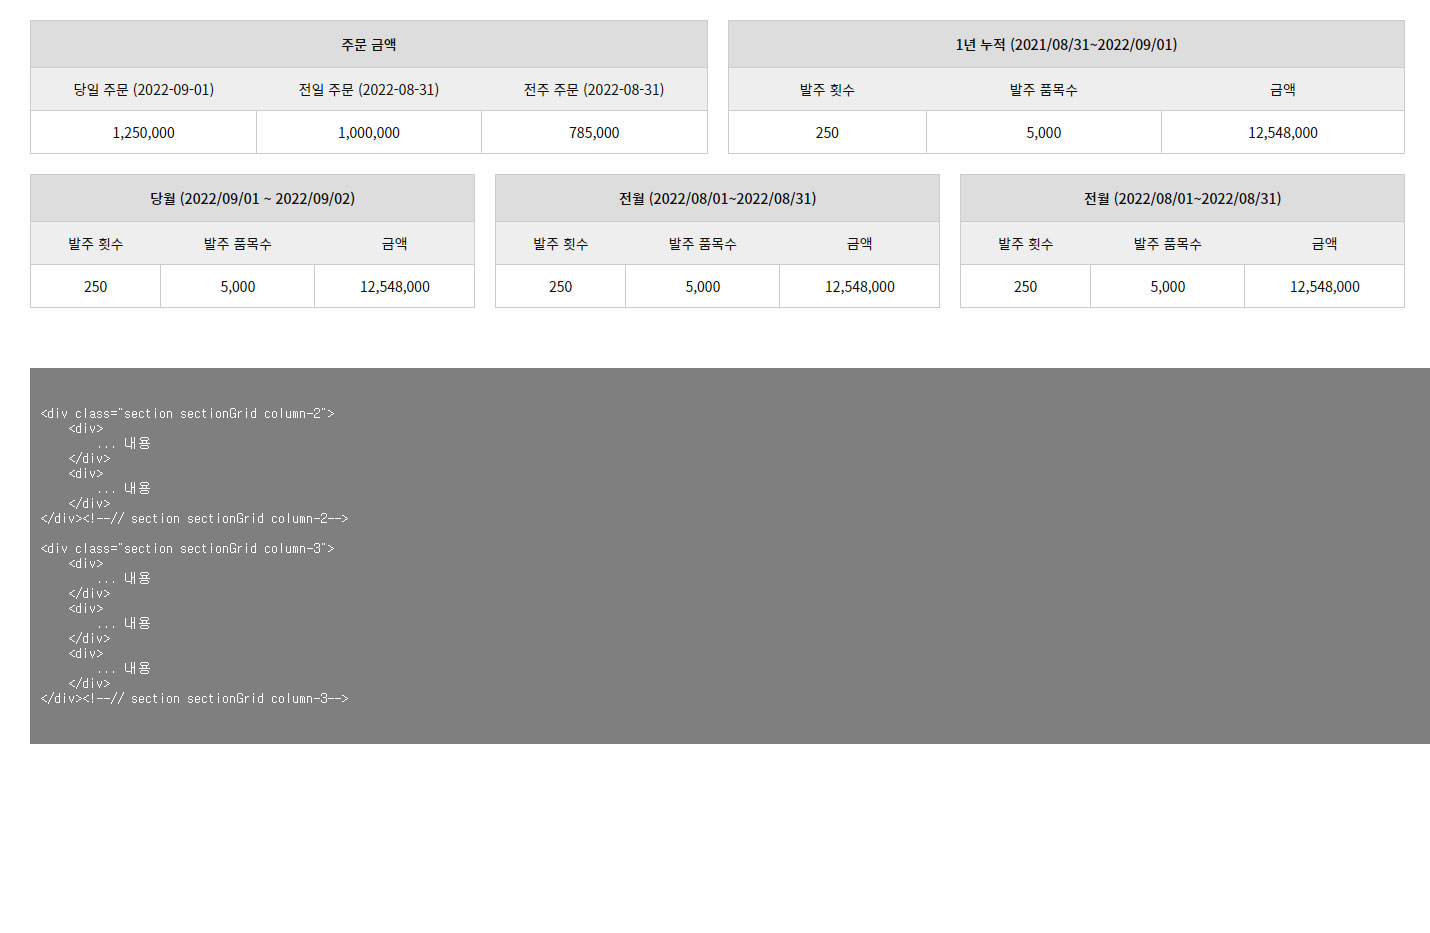 주문 금액
당일 주문 (2022-09-01) 전일 주문 (2022-08-31) 전주 주문 (2022-08-31)
1,250,000 1,000,000 785,000
1년 누적 (2021/08/31~2022/09/01)
발주 횟수 발주 품목수 금액
250 5,000 12,548,000
당월 (2022/09/01 ~ 2022/09/02)
발주 횟수 발주 품목수 금액
250 5,000 12,548,000
전월 (2022/08/01~2022/08/31)
발주 횟수 발주 품목수 금액
250 5,000 12,548,000
전월 (2022/08/01~2022/08/31)
발주 횟수 발주 품목수 금액
250 5,000 12,548,000
<div class="section sectionGrid column-2">
    <div>
        ... 내용
    </div>
    <div>
        ... 내용
    </div>
</div><!--// section sectionGrid column-2-->
<div class="section sectionGrid column-3">
    <div>
        ... 내용
    </div>
    <div>
        ... 내용
    </div>
    <div>
        ... 내용
    </div>
</div><!--// section sectionGrid column-3-->